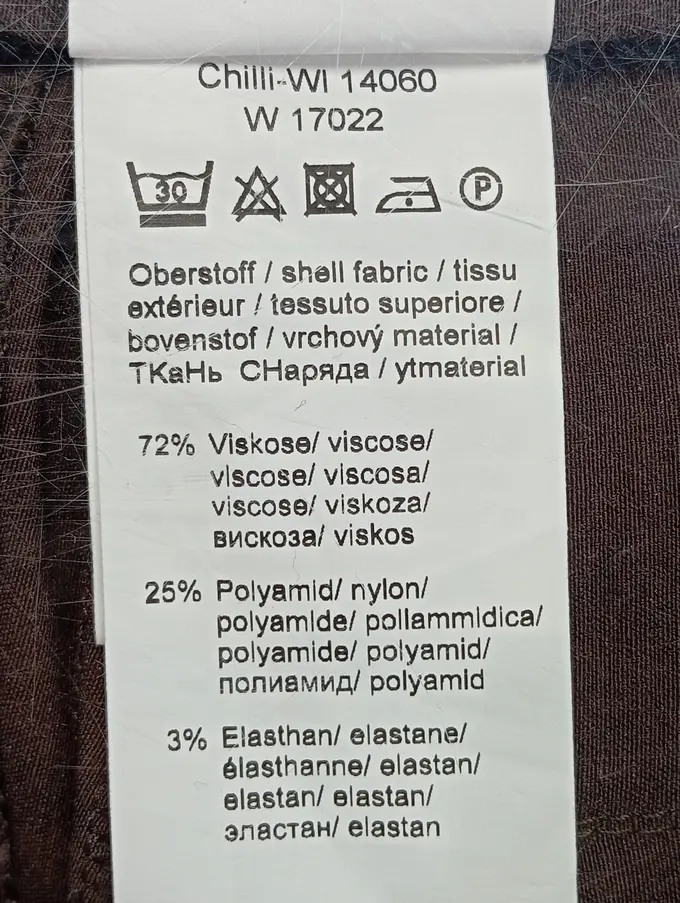 Chilli-WI 14060
W 17022
30 P
Oberstoff / shell fabric / tissu
extérieur / tessuto superiore /
bovenstof / vrchový material /
ТКаНЬ СНаряда / ytmaterial
72% Viskose/ viscose/
vIscose/ viscosa/
viscose/ viskoza/
вискоза/ viskos
25% Polyamid/ nylon/
polyamIde/ pollammIdica/
polyamide/ polyamid/
полиамид/ polyamId
3% Elasthan/ elastane/
élasthanne/ elastan/
elastan/ elastan/
эластан/ elastan